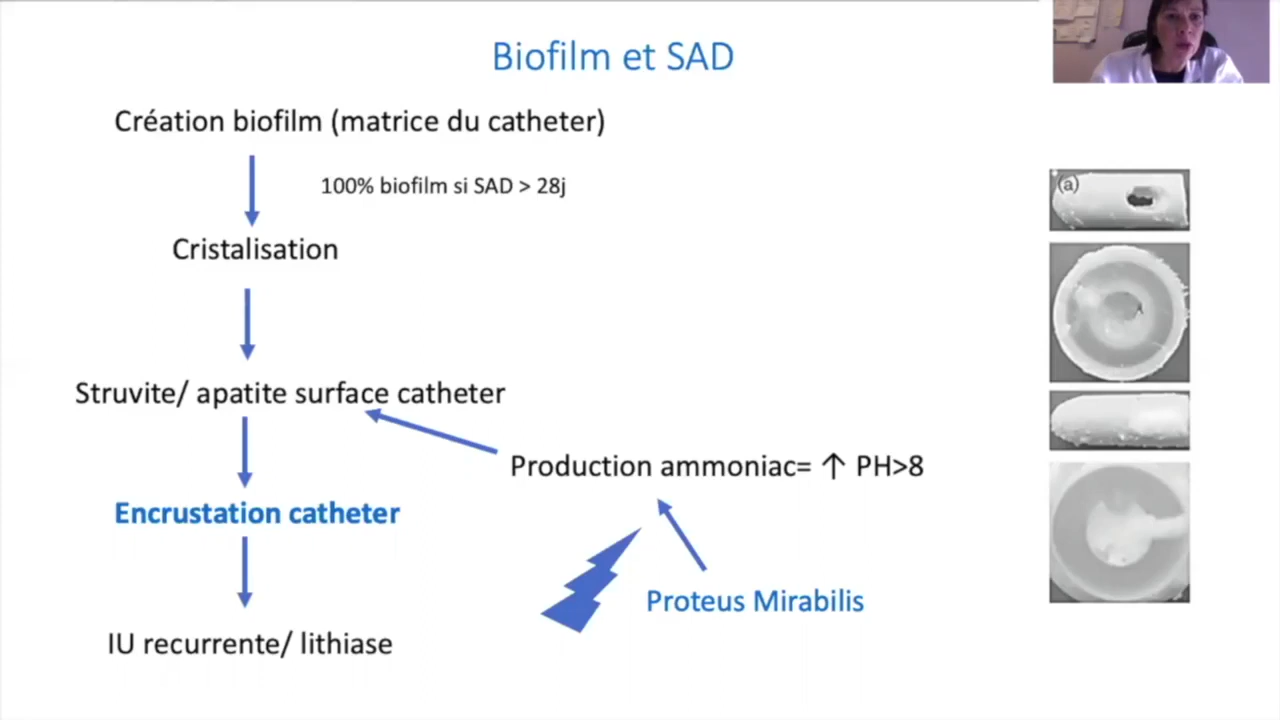 Biofilm et SAD
Création biofilm (matrice du catheter)
100% biofilm si SAD > 28j
Cristalisation
Struvite/ apatite surface catheter
Production ammoniac= ↑ PH>8
Encrustation catheter
Proteus Mirabilis
IU recurrente/ lithiase
(a)